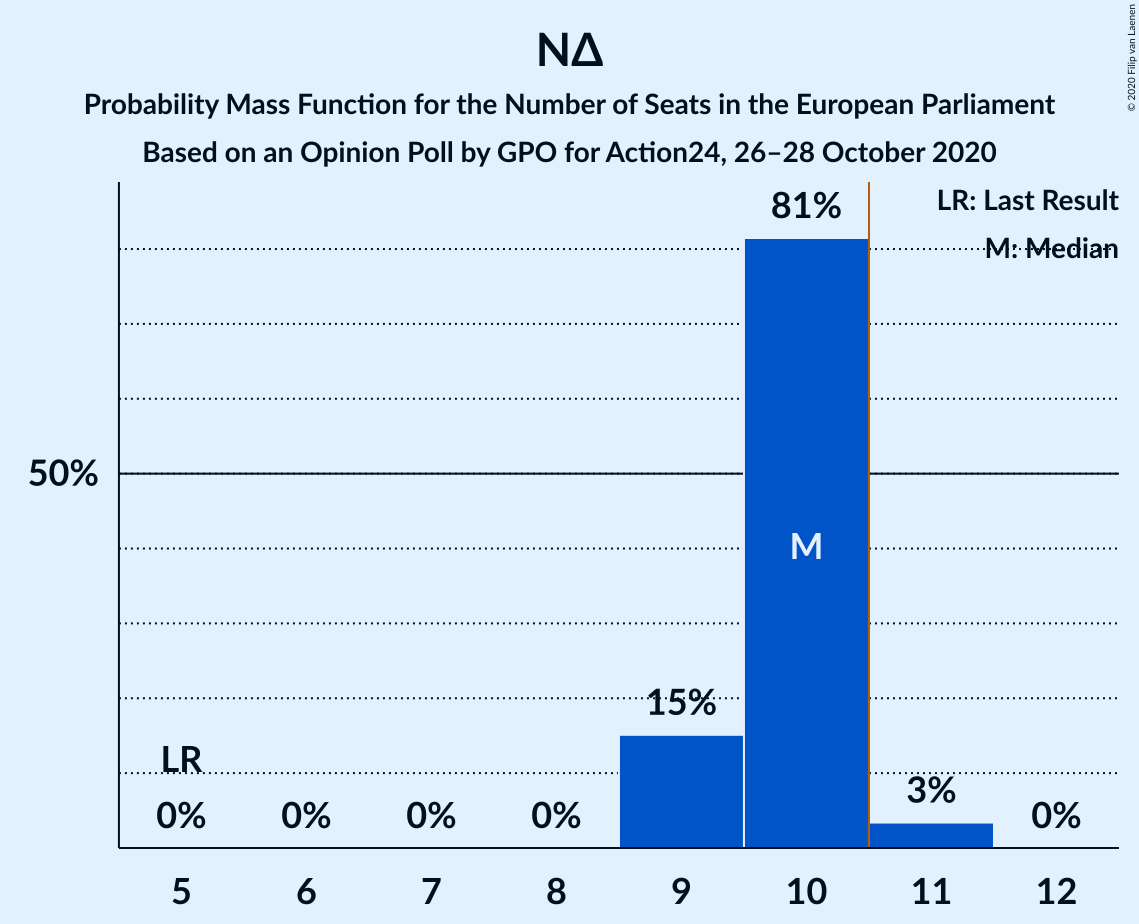 ΝΔ
Probability Mass Function for the Number of Seats in the European Parliament
Based on an Opinion Poll by GPO for Action24, 26–28 October 2020
© 2020 Filip van Laenen
LR: Last Result
M: Median
81%
50%
M
15%
LR
3%
0% 0% 0% 0% 0%
5 6 7 8 9 10 11 12